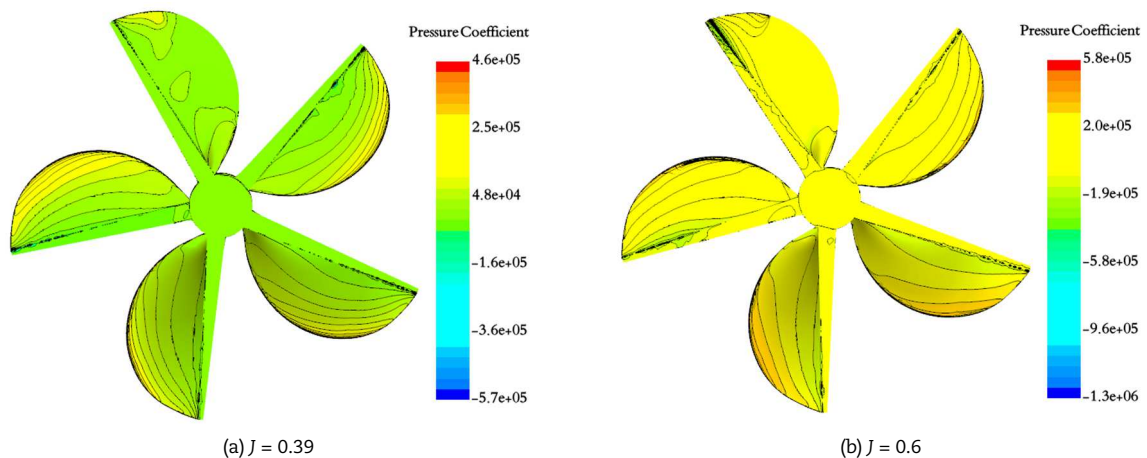 Pressure Coefficient
4.6e+05
2.5e+05
4.8e+04
−1.6e+05
−3.6e+05
−5.7e+05
(a) J = 0.39
Pressure Coefficient
5.8e+05
2.0e+05
−1.9e+05
−5.8e+05
−9.6e+05
−1.3e+06
(b) J = 0.6